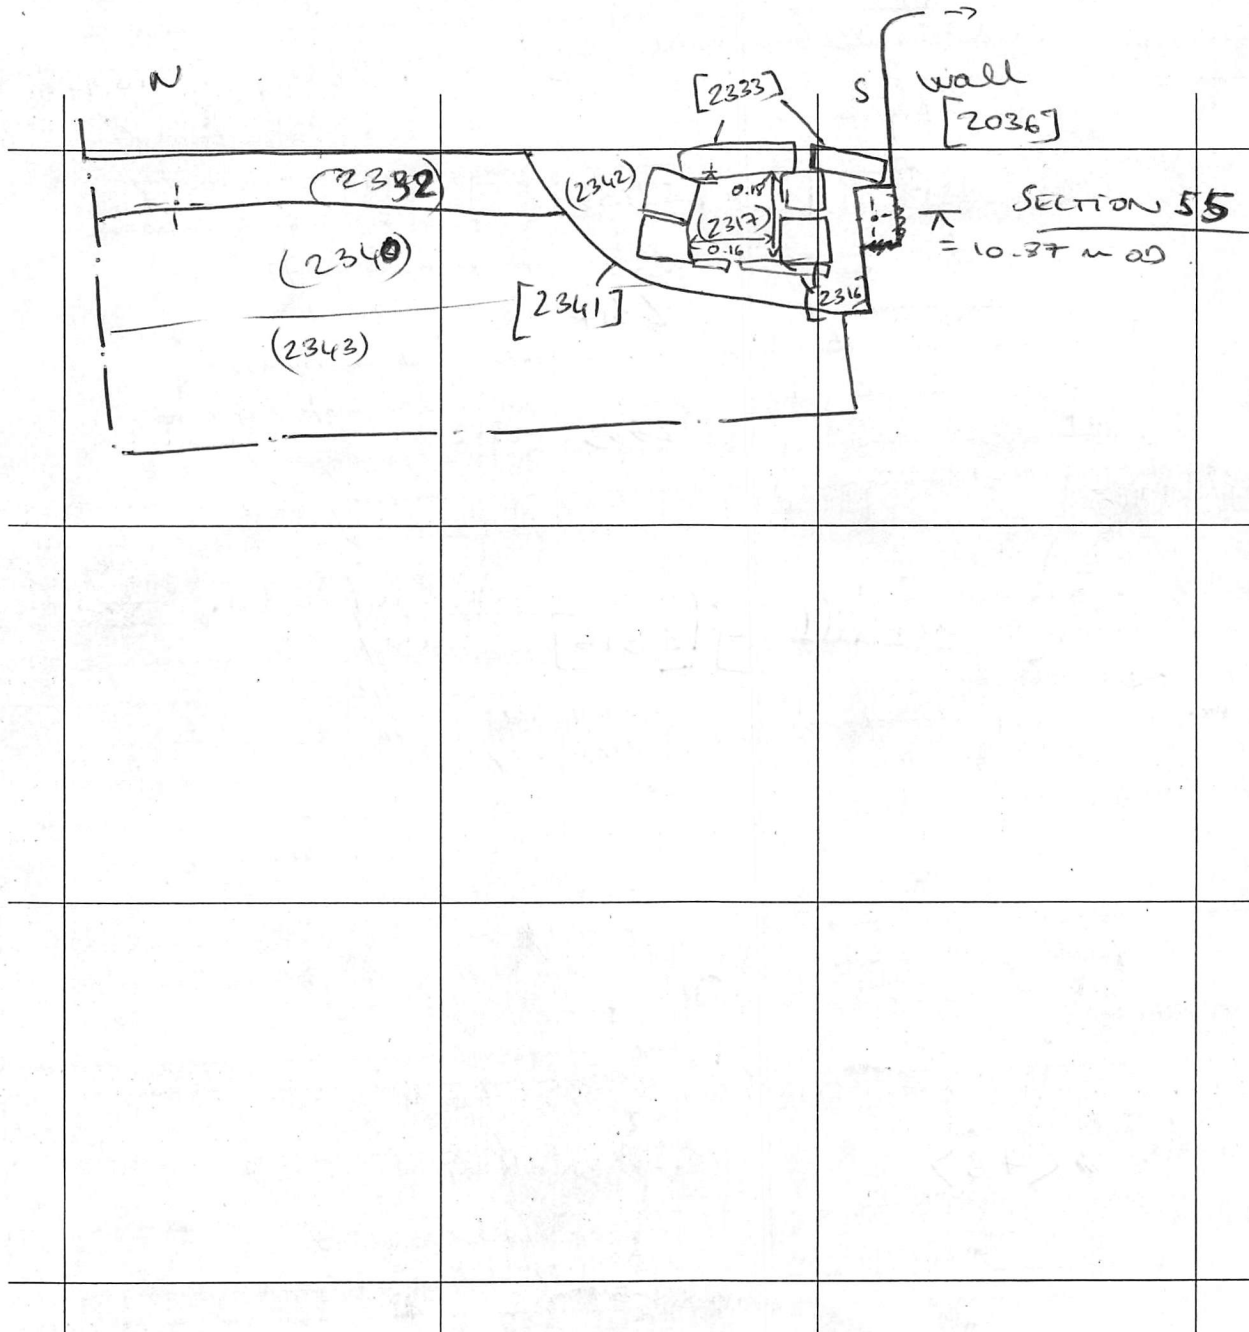 N
[2333]
S
wall
[2036]
(2332)
(2342)
0.18
SECTION 55
(2317)
= 10.87 m OD
0.16
(2340)
[2341]
[2316]
(2343)